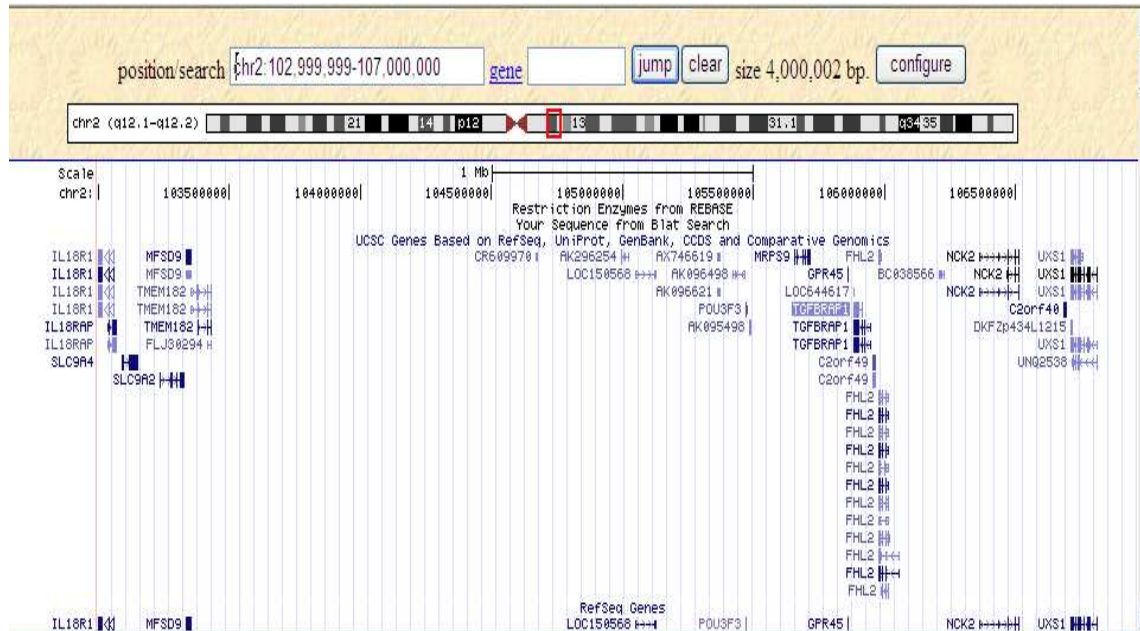 position/search chr2:102,999,999-107,000,000 gene jump clear size 4,000,002 bp. configure
chr2 (q12.1-q12.2) 21 14 p12 13 31.1 q34 35
Scale 1 Mb
chr2: 103500000 104000000 104500000 105000000 105500000 106000000 106500000
Restriction Enzymes from REBASE
Your Sequence from Blat Search
UCSC Genes Based on RefSeq, UniProt, GenBank, CCDS and Comparative Genomics
IL18R1 MFSD9 CR609970 AK296254 AX746619 MRPS9 FHL2 NCK2 UXS1
IL18R1 MFSD9 LOC150568 AK096498 GPR45 BC038566 NCK2 UXS1
IL18R1 TMEM182 AK096621 LOC644617 NCK2 UXS1
IL18R1 TMEM182 POU3F3 TGFBRAP1 C2orf40
IL18RAP TMEM182 AK095498 TGFBRAP1 DKFZp434L1215
IL18RAP FLJ30294 TGFBRAP1 UXS1
SLC9A4 C2orf49 UNQ2538
SLC9A2 C2orf49
FHL2
FHL2
FHL2
FHL2
FHL2
FHL2
FHL2
FHL2
FHL2
FHL2
FHL2
FHL2
RefSeq Genes
IL18R1 MFSD9 LOC150568 POU3F3 GPR45 NCK2 UXS1